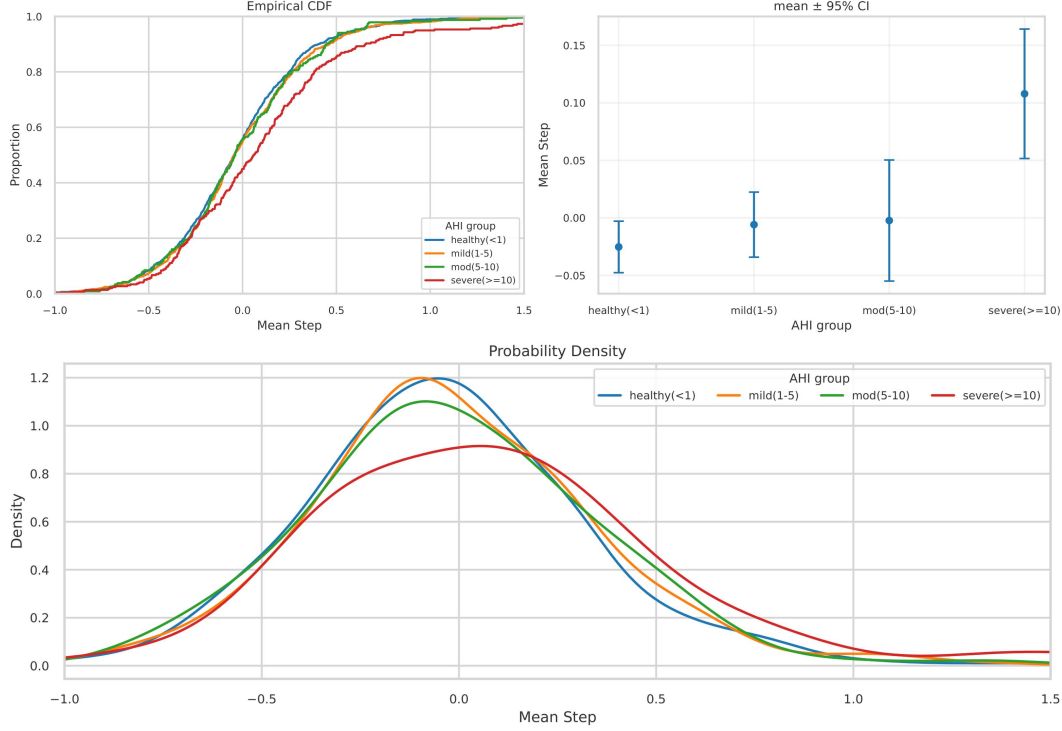 Empirical CDF
1.0
0.8
0.6
0.4
0.2
0.0
Proportion
−1.0 −0.5 0.0 0.5 1.0 1.5
Mean Step
AHI group
healthy(<1)
mild(1-5)
mod(5-10)
severe(>=10)
mean ± 95% CI
0.15
0.10
0.05
0.00
−0.05
Mean Step
healthy(<1) mild(1-5) mod(5-10) severe(>=10)
AHI group
Probability Density
1.2
1.0
0.8
0.6
0.4
0.2
0.0
Density
AHI group
healthy(<1) mild(1-5) mod(5-10) severe(>=10)
−1.0 −0.5 0.0 0.5 1.0 1.5
Mean Step